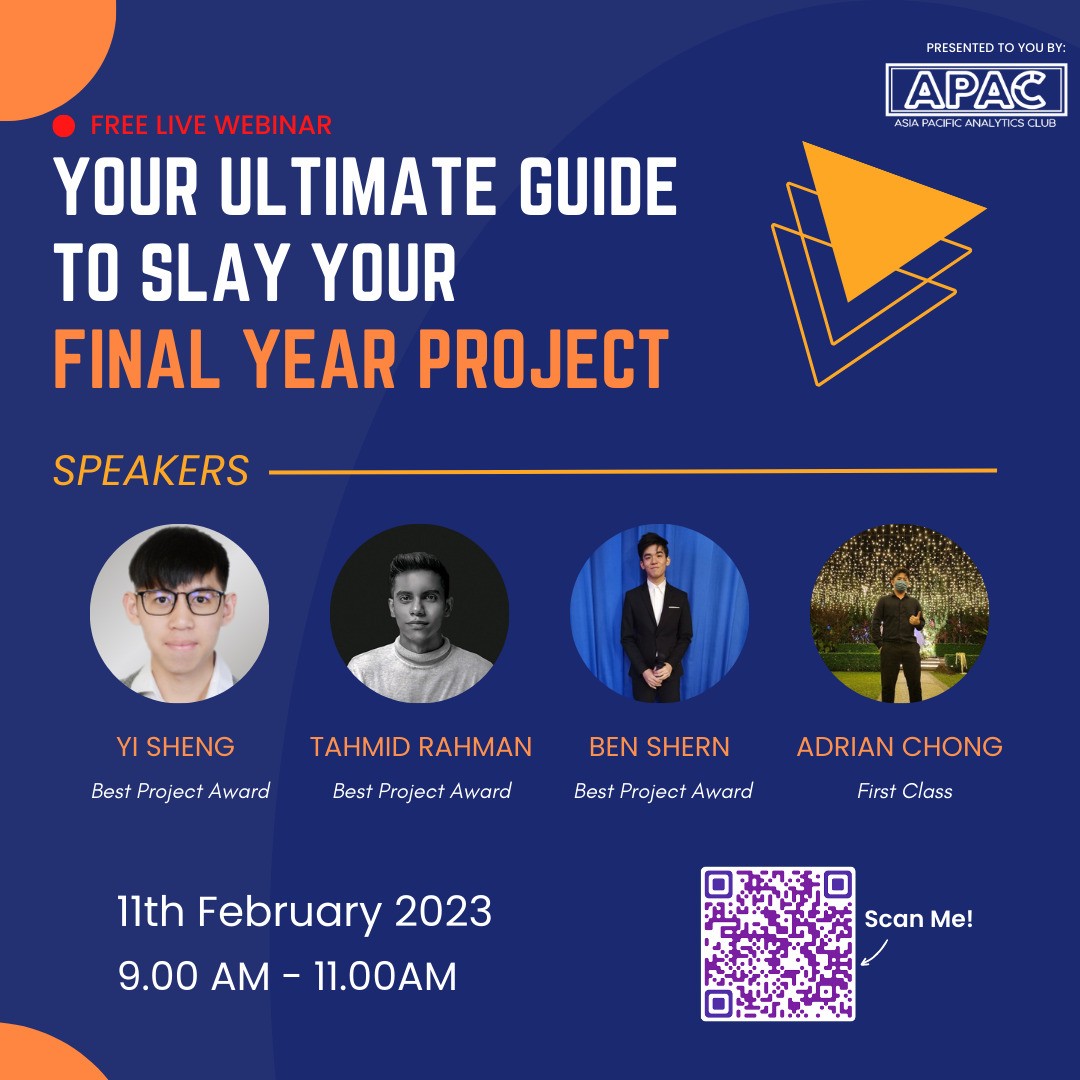 PRESENTED TO YOU BY:
APAC
ASIA PACIFIC ANALYTICS CLUB
FREE LIVE WEBINAR
YOUR ULTIMATE GUIDE
TO SLAY YOUR
FINAL YEAR PROJECT
SPEAKERS
YI SHENG
Best Project Award
TAHMID RAHMAN
Best Project Award
BEN SHERN
Best Project Award
ADRIAN CHONG
First Class
11th February 2023
9.00 AM - 11.00AM
Scan Me!